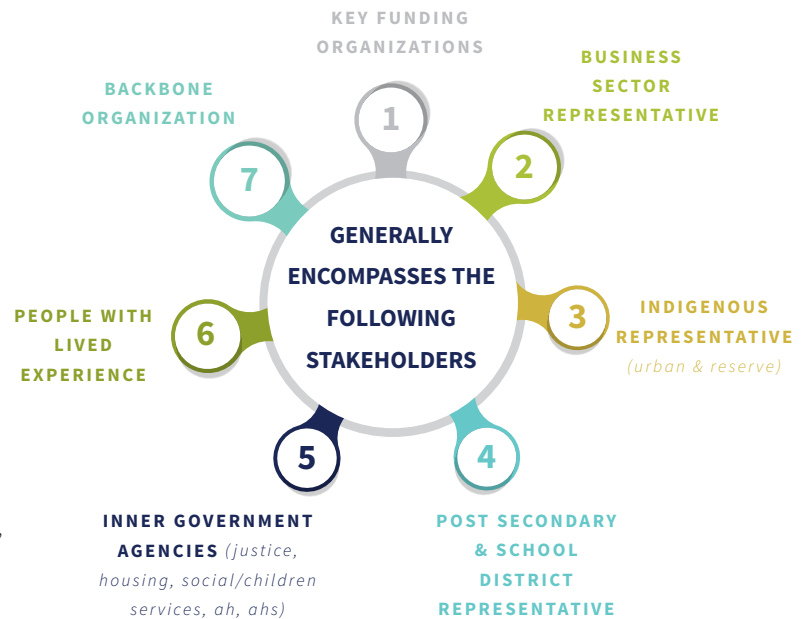 KEY FUNDING
ORGANIZATIONS
1
BUSINESS
SECTOR
REPRESENTATIVE
2
INDIGENOUS
REPRESENTATIVE
(urban & reserve)
3
POST SECONDARY
& SCHOOL
DISTRICT
REPRESENTATIVE
4
INNER GOVERNMENT
AGENCIES (justice,
housing, social/children
services, ah, ahs)
5
PEOPLE WITH
LIVED
EXPERIENCE
6
BACKBONE
ORGANIZATION
7
GENERALLY
ENCOMPASSES THE
FOLLOWING
STAKEHOLDERS
,